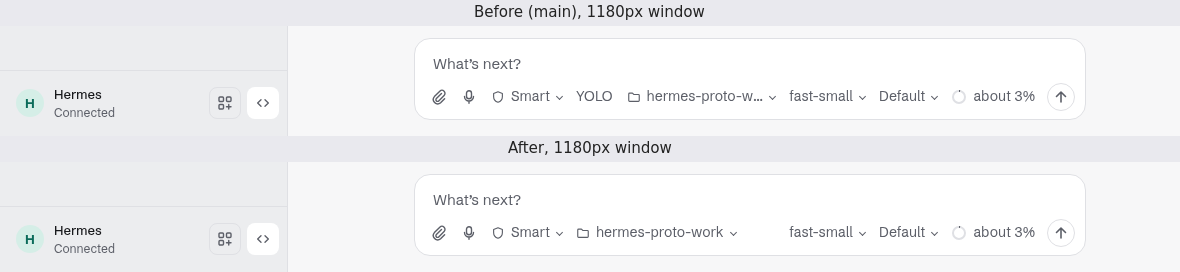 Before (main), 1180px window
What's next?
H Hermes
Connected
Smart YOLO hermes-proto-w... fast-small Default about 3%
After, 1180px window
What's next?
H Hermes
Connected
Smart hermes-proto-work fast-small Default about 3%